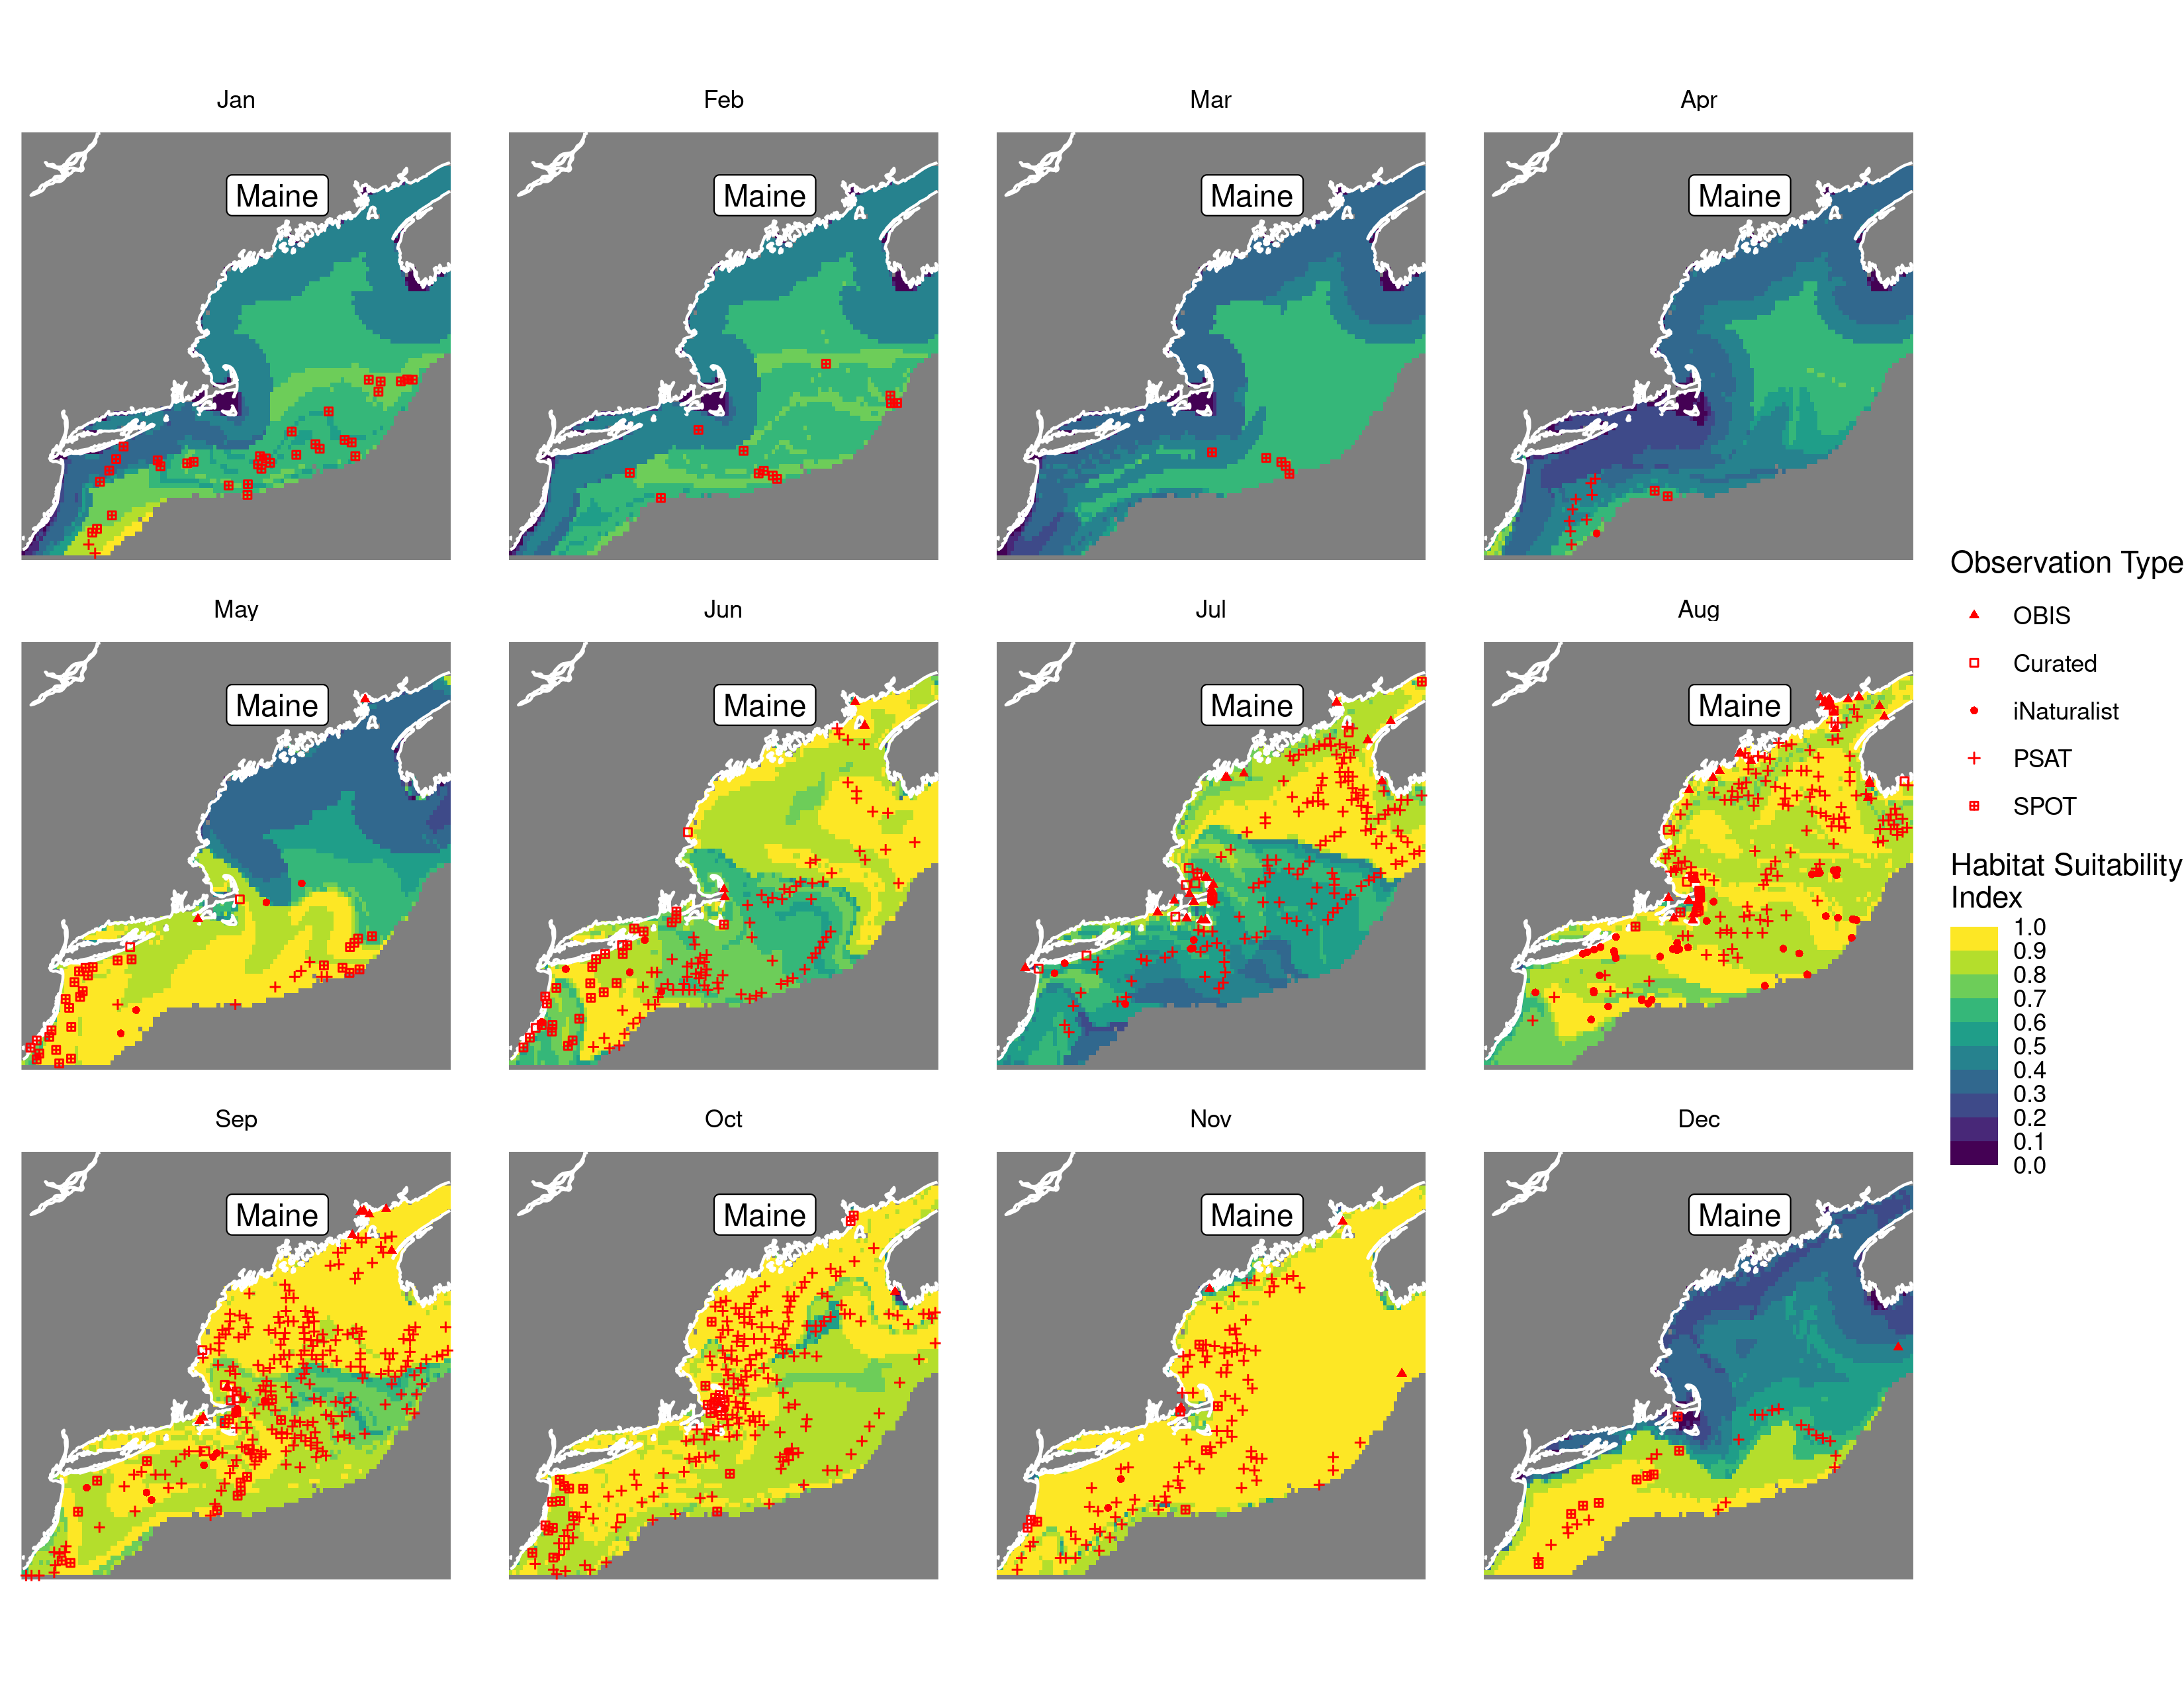 Jan
Feb
Mar
Apr
Maine
Maine
Maine
Maine
May
Jun
Jul
Aug
Maine
Maine
Maine
Maine
Sep
Oct
Nov
Dec
Maine
Maine
Maine
Maine
Observation Type
OBIS
Curated
iNaturalist
PSAT
SPOT
Habitat Suitability
Index
1.0
0.9
0.8
0.7
0.6
0.5
0.4
0.3
0.2
0.1
0.0